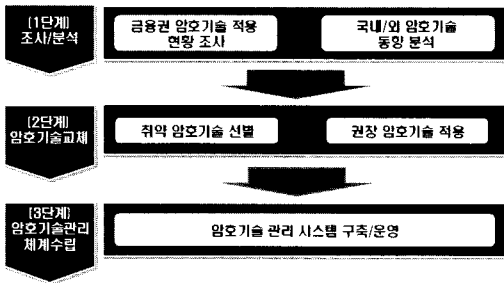 [1단계]
조사/분석
금융권 암호기술 적용
현황 조사
국내/외 암호기술
동향 분석
[2단계]
암호기술교체
취약 암호기술 선별
권장 암호기술 적용
[3단계]
암호기술관리
체계수립
암호기술 관리 시스템 구축/운영